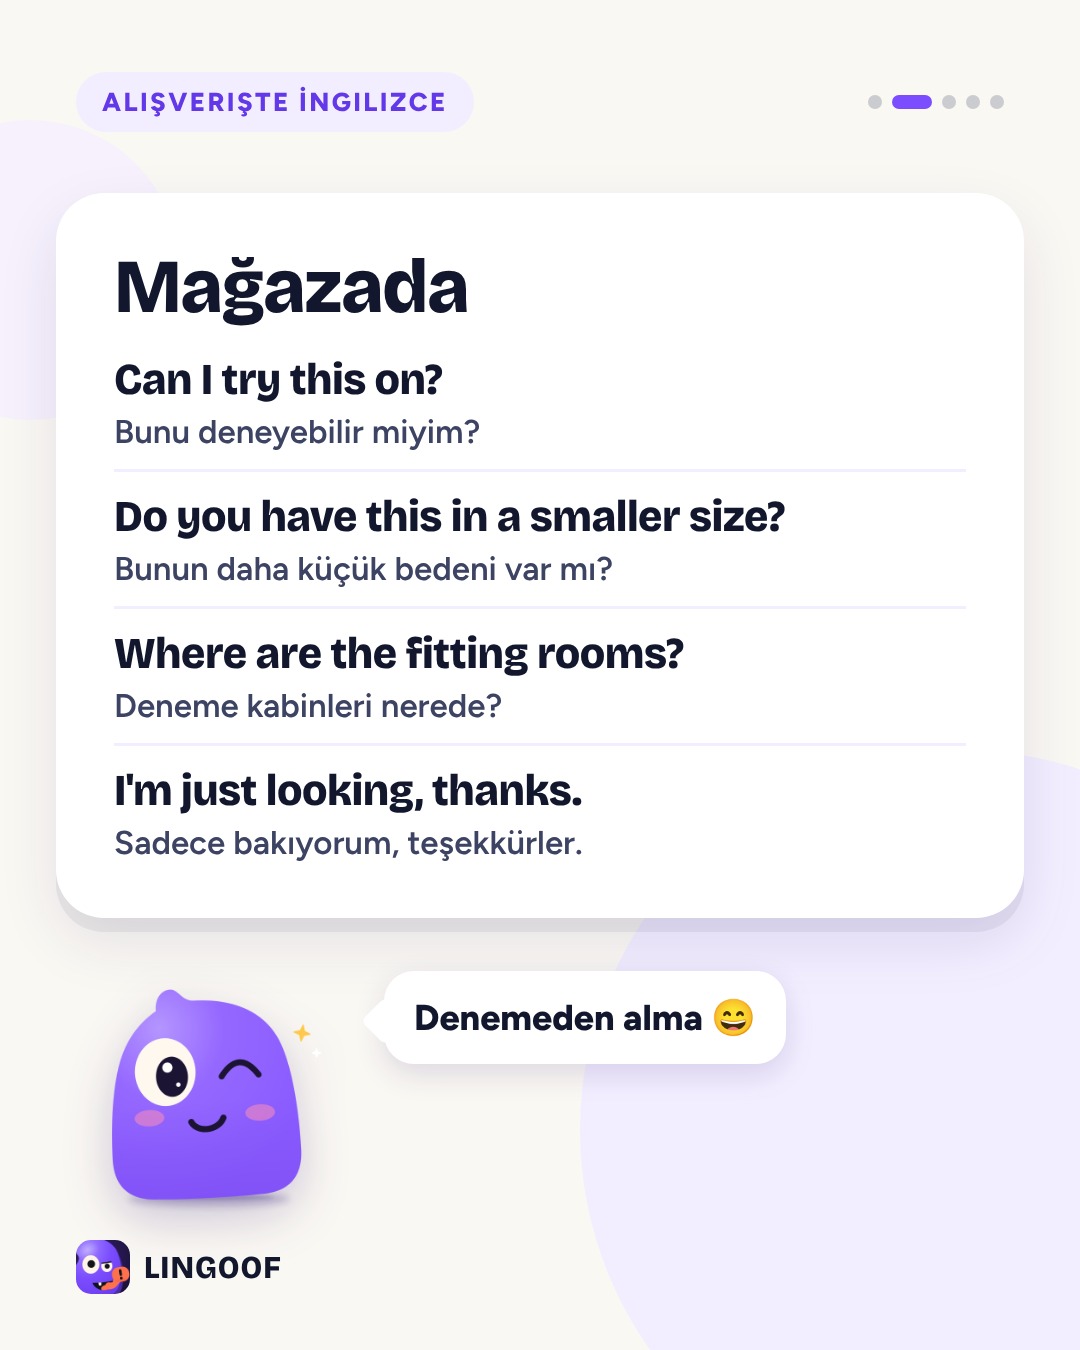 ALIŞVERIŞTE İNGILIZCE
Mağazada
Can I try this on?
Bunu deneyebilir miyim?
Do you have this in a smaller size?
Bunun daha küçük bedeni var mı?
Where are the fitting rooms?
Deneme kabinleri nerede?
I'm just looking, thanks.
Sadece bakıyorum, teşekkürler.
Denemeden alma 😄
LINGOOF